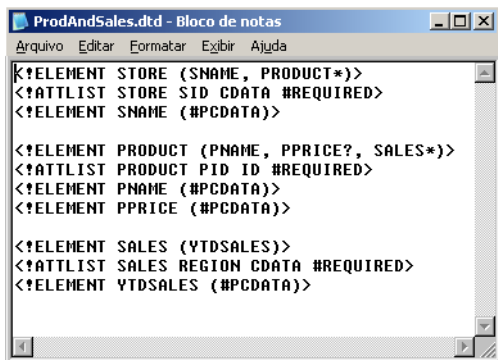 ProdAndSales.dtd - Bloco de notas
Arquivo Editar Formatar Exibir Ajuda
<!ELEMENT STORE (SNAME, PRODUCT*)>
<!ATTLIST STORE SID CDATA #REQUIRED>
<!ELEMENT SNAME (#PCDATA)>
<!ELEMENT PRODUCT (PNAME, PPRICE?, SALES*)>
<!ATTLIST PRODUCT PID ID #REQUIRED>
<!ELEMENT PNAME (#PCDATA)>
<!ELEMENT PPRICE (#PCDATA)>
<!ELEMENT SALES (YTDSALES)>
<!ATTLIST SALES REGION CDATA #REQUIRED>
<!ELEMENT YTDSALES (#PCDATA)>